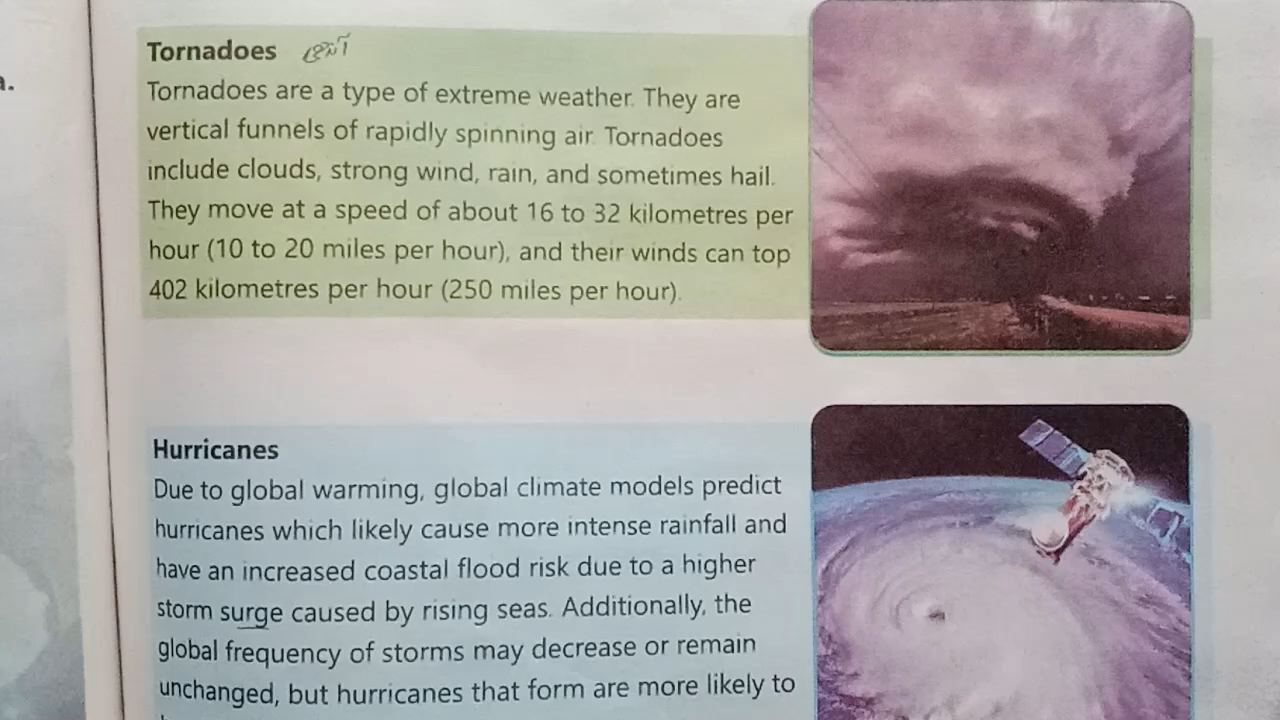 a.
Tornadoes
Tornadoes are a type of extreme weather. They are
vertical funnels of rapidly spinning air. Tornadoes
include clouds, strong wind, rain, and sometimes hail.
They move at a speed of about 16 to 32 kilometres per
hour (10 to 20 miles per hour), and their winds can top
402 kilometres per hour (250 miles per hour).
Hurricanes
Due to global warming, global climate models predict
hurricanes which likely cause more intense rainfall and
have an increased coastal flood risk due to a higher
storm surge caused by rising seas. Additionally, the
global frequency of storms may decrease or remain
unchanged, but hurricanes that form are more likely to